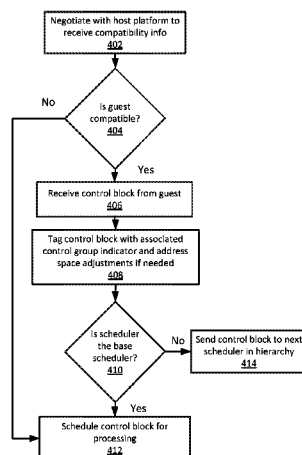 Negotiate with host platform to
receive compatibility info
402
No
Is guest
compatible?
404
Yes
Receive control block from guest
406
Tag control block with associated
control group indicator and address
space adjustments if needed
408
Is scheduler
the base
scheduler?
410
No
Send control block to next
scheduler in hierarchy
414
Yes
Schedule control block for
processing
412